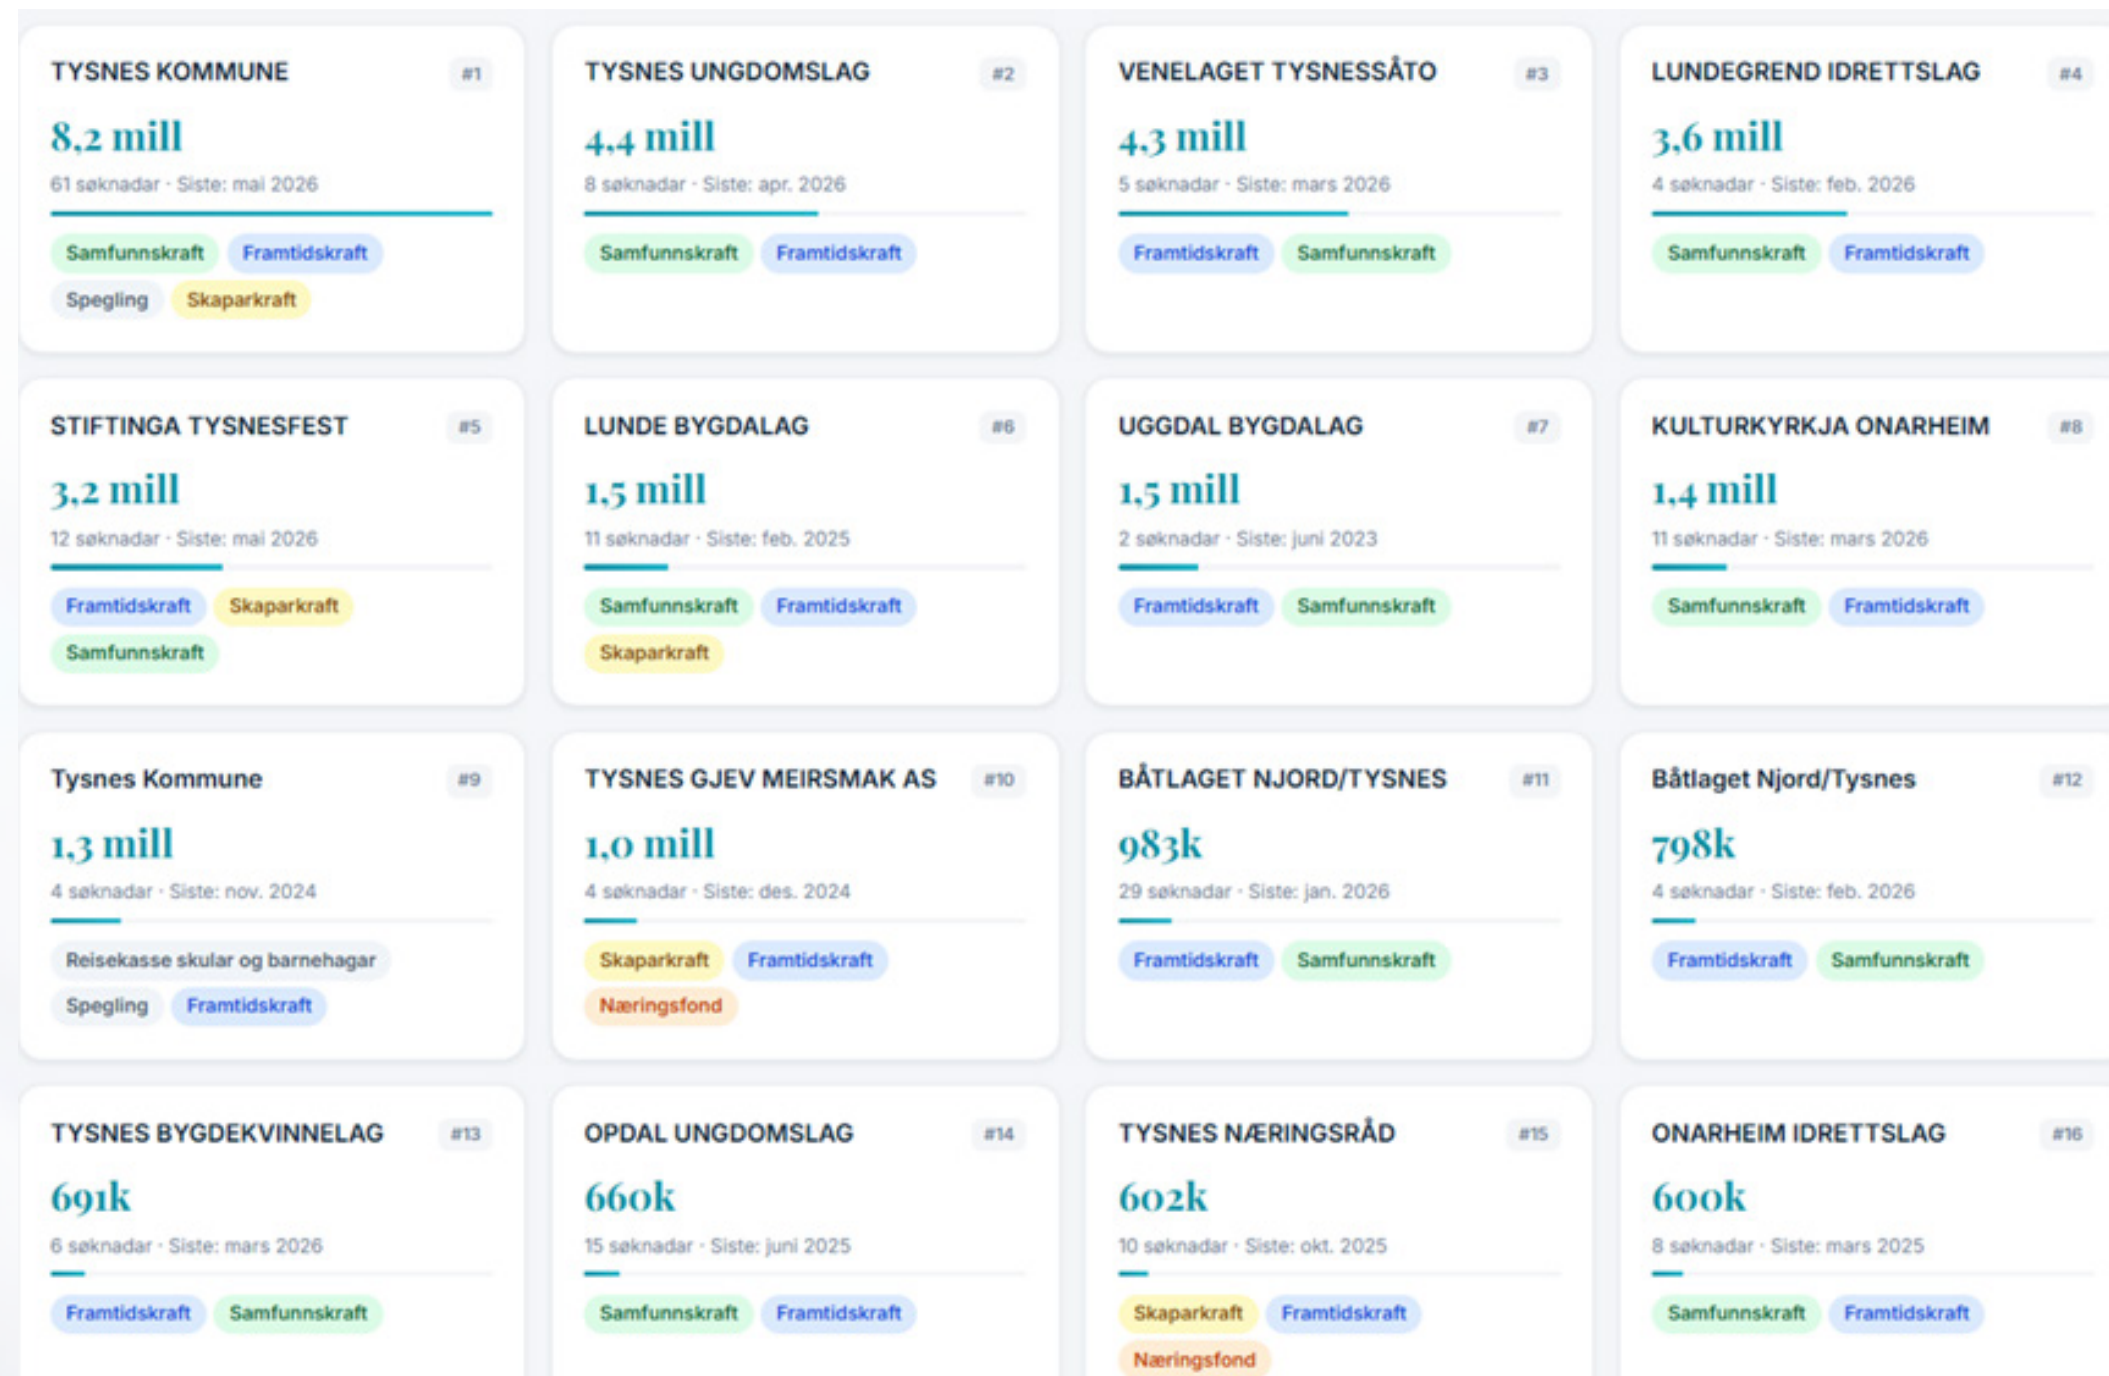 TYSNES KOMMUNE #1
8,2 mill
61 søknadar · Siste: mai 2026
Samfunnskraft Framtidskraft
Spegling Skaparkraft
TYSNES UNGDOMSLAG #2
4,4 mill
8 søknadar · Siste: apr. 2026
Samfunnskraft Framtidskraft
VENELAGET TYSNESSÅTO #3
4,3 mill
5 søknadar · Siste: mars 2026
Framtidskraft Samfunnskraft
LUNDEGREND IDRETTSLAG #4
3,6 mill
4 søknadar · Siste: feb. 2026
Samfunnskraft Framtidskraft
STIFTINGA TYSNESFEST #5
3,2 mill
12 søknadar · Siste: mai 2026
Framtidskraft Skaparkraft
Samfunnskraft
LUNDE BYGDALAG #6
1,5 mill
11 søknadar · Siste: feb. 2025
Samfunnskraft Framtidskraft
Skaparkraft
UGGDAL BYGDALAG #7
1,5 mill
2 søknadar · Siste: juni 2023
Framtidskraft Samfunnskraft
KULTURKYRKJA ONARHEIM #8
1,4 mill
11 søknadar · Siste: mars 2026
Samfunnskraft Framtidskraft
Tysnes Kommune #9
1,3 mill
4 søknadar · Siste: nov. 2024
Reisekasse skular og barnehagar
Spegling Framtidskraft
TYSNES GJEV MEIRSMAK AS #10
1,0 mill
4 søknadar · Siste: des. 2024
Skaparkraft Framtidskraft
Næringsfond
BÅTLAGET NJORD/TYSNES #11
983k
29 søknadar · Siste: jan. 2026
Framtidskraft Samfunnskraft
Båtlaget Njord/Tysnes #12
798k
4 søknadar · Siste: feb. 2026
Framtidskraft Samfunnskraft
TYSNES BYGDEKVINNELAG #13
691k
6 søknadar · Siste: mars 2026
Framtidskraft Samfunnskraft
OPDAL UNGDOMSLAG #14
660k
15 søknadar · Siste: juni 2025
Samfunnskraft Framtidskraft
TYSNES NÆRINGSRÅD #15
602k
10 søknadar · Siste: okt. 2025
Skaparkraft Framtidskraft
Næringsfond
ONARHEIM IDRETTSLAG #16
600k
8 søknadar · Siste: mars 2025
Samfunnskraft Framtidskraft